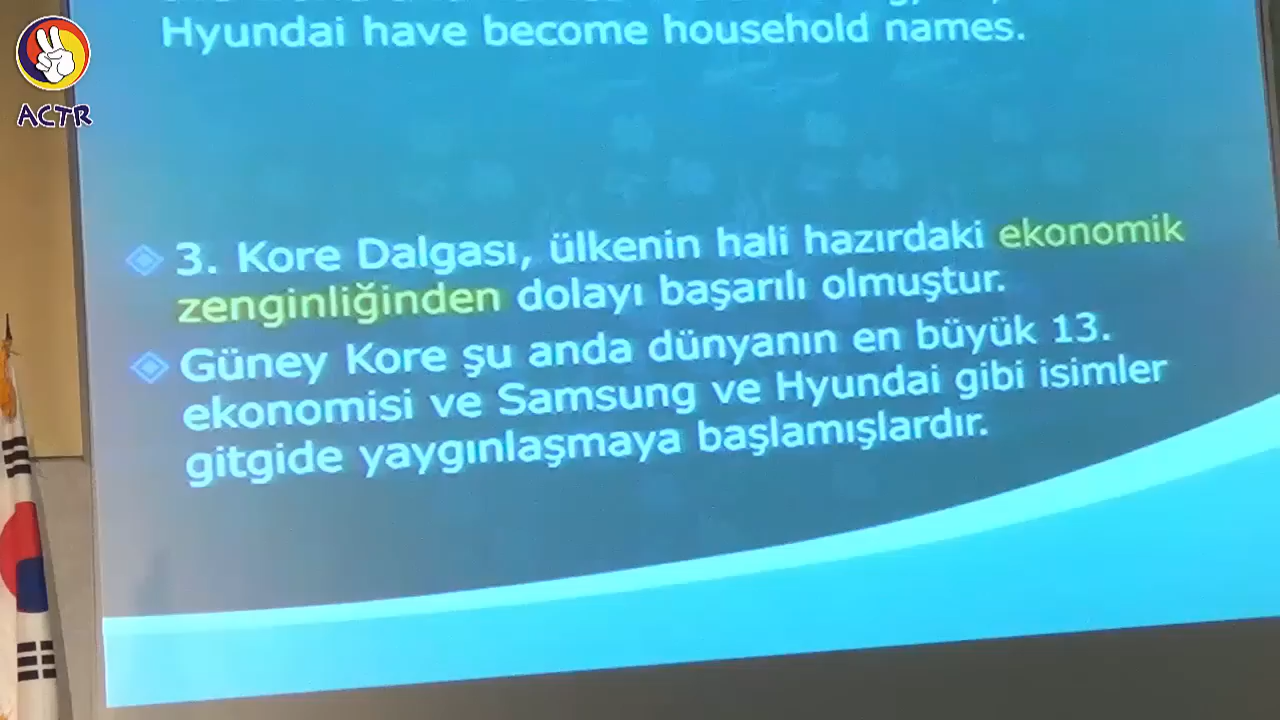 ACTR
Hyundai have become household names.
3. Kore Dalgası, ülkenin hali hazırdaki ekonomik
zenginliğinden dolayı başarılı olmuştur.
Güney Kore şu anda dünyanın en büyük 13.
ekonomisi ve Samsung ve Hyundai gibi isimler
gitgide yaygınlaşmaya başlamışlardır.